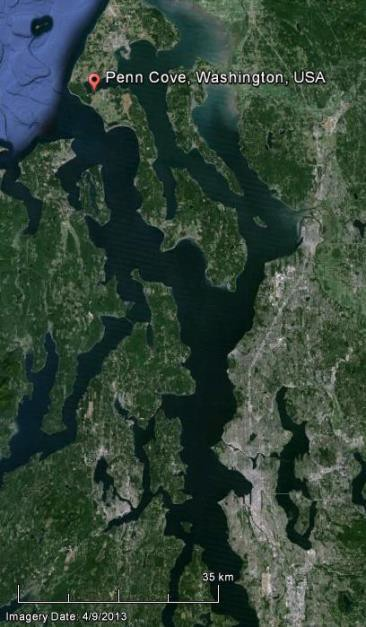 Penn Cove, Washington, USA
35 km
Imagery Date: 4/9/2013